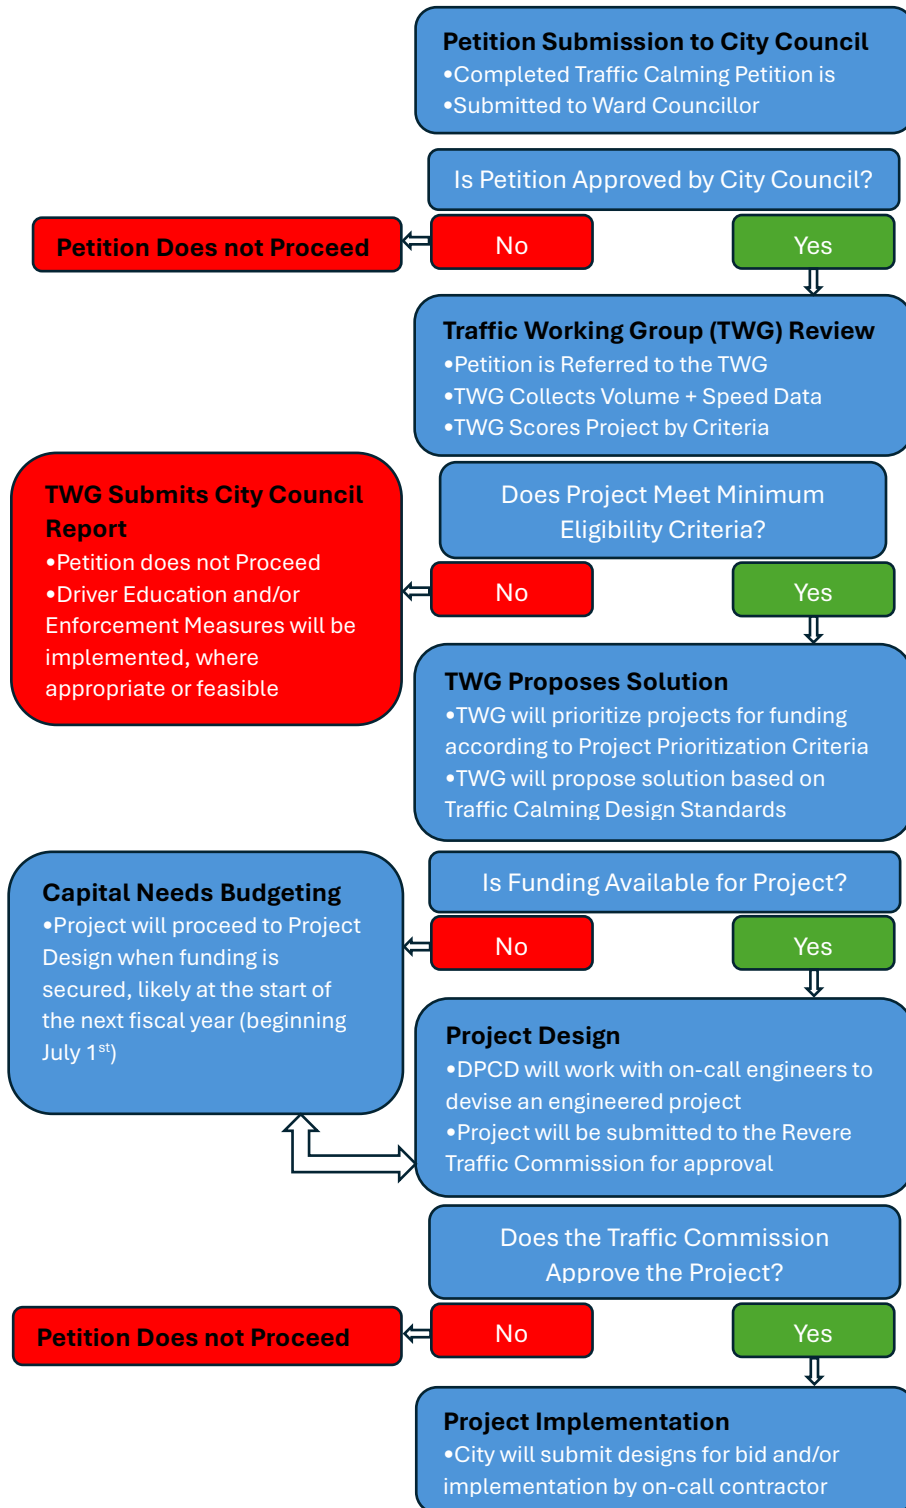 Petition Submission to City Council
•Completed Traffic Calming Petition is
•Submitted to Ward Councillor
Is Petition Approved by City Council?
Petition Does not Proceed
No
Yes
Traffic Working Group (TWG) Review
•Petition is Referred to the TWG
•TWG Collects Volume + Speed Data
•TWG Scores Project by Criteria
Does Project Meet Minimum
Eligibility Criteria?
TWG Submits City Council
Report
•Petition does not Proceed
•Driver Education and/or
Enforcement Measures will be
implemented, where
appropriate or feasible
No
Yes
TWG Proposes Solution
•TWG will prioritize projects for funding
according to Project Prioritization Criteria
•TWG will propose solution based on
Traffic Calming Design Standards
Is Funding Available for Project?
Capital Needs Budgeting
•Project will proceed to Project
Design when funding is
secured, likely at the start of
the next fiscal year (beginning
July 1st)
No
Yes
Project Design
•DPCD will work with on-call engineers to
devise an engineered project
•Project will be submitted to the Revere
Traffic Commission for approval
Does the Traffic Commission
Approve the Project?
Petition Does not Proceed
No
Yes
Project Implementation
•City will submit designs for bid and/or
implementation by on-call contractor